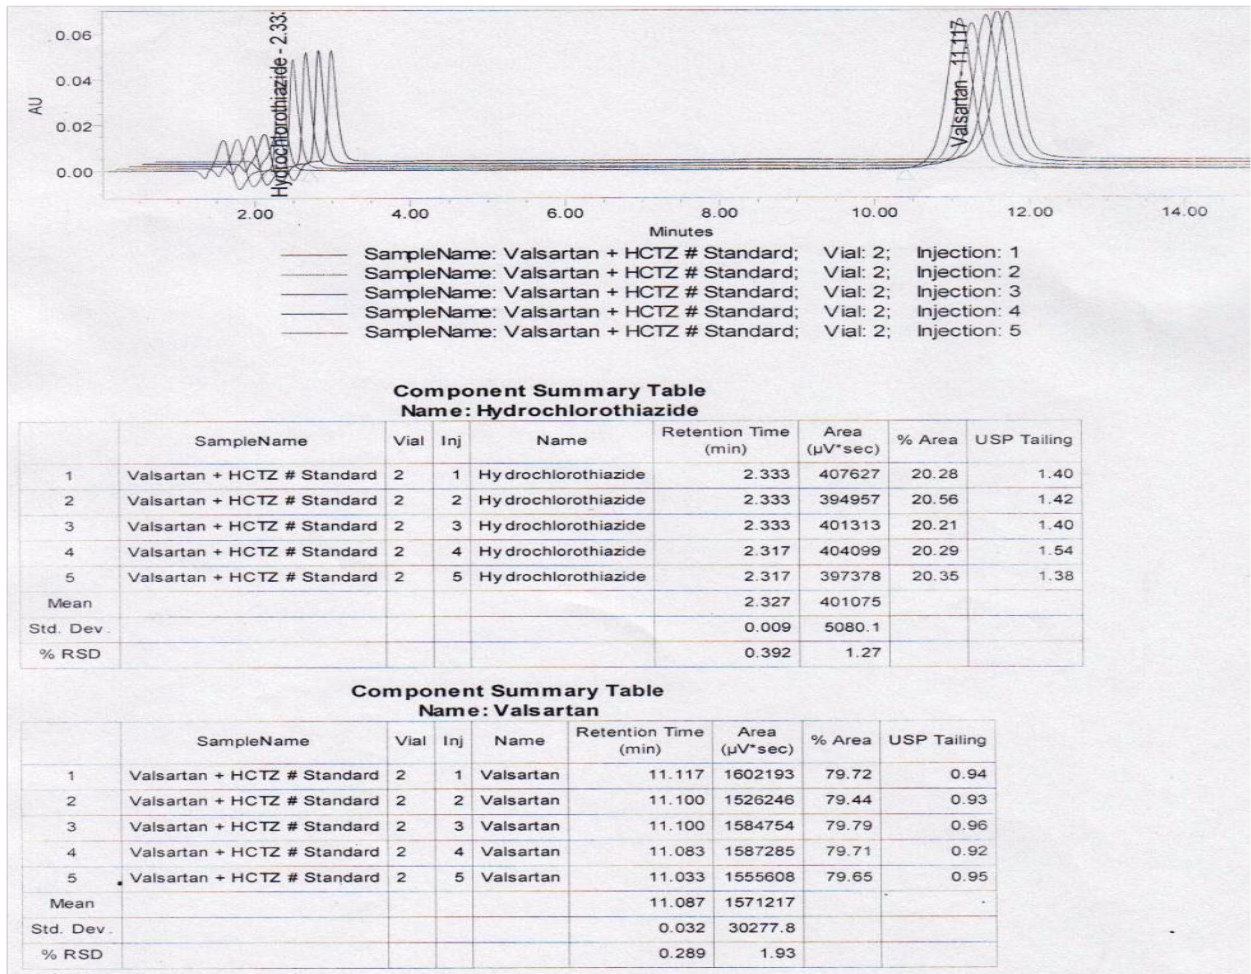 Hydrochlorothiazide - 2.333
Valsartan - 11.117
0.06
0.04
0.02
0.00
AU
2.00 4.00 6.00 8.00 10.00 12.00 14.00
Minutes
SampleName: Valsartan + HCTZ # Standard; Vial: 2; Injection: 1
SampleName: Valsartan + HCTZ # Standard; Vial: 2; Injection: 2
SampleName: Valsartan + HCTZ # Standard; Vial: 2; Injection: 3
SampleName: Valsartan + HCTZ # Standard; Vial: 2; Injection: 4
SampleName: Valsartan + HCTZ # Standard; Vial: 2; Injection: 5
Component Summary Table
Name: Hydrochlorothiazide
SampleName Vial Inj Name Retention Time (min) Area (µV*sec) % Area USP Tailing
1 Valsartan + HCTZ # Standard 2 1 Hydrochlorothiazide 2.333 407627 20.28 1.40
2 Valsartan + HCTZ # Standard 2 2 Hydrochlorothiazide 2.333 394957 20.56 1.42
3 Valsartan + HCTZ # Standard 2 3 Hydrochlorothiazide 2.333 401313 20.21 1.40
4 Valsartan + HCTZ # Standard 2 4 Hydrochlorothiazide 2.317 404099 20.29 1.54
5 Valsartan + HCTZ # Standard 2 5 Hydrochlorothiazide 2.317 397378 20.35 1.38
Mean 2.327 401075
Std. Dev. 0.009 5080.1
% RSD 0.392 1.27
Component Summary Table
Name: Valsartan
SampleName Vial Inj Name Retention Time (min) Area (µV*sec) % Area USP Tailing
1 Valsartan + HCTZ # Standard 2 1 Valsartan 11.117 1602193 79.72 0.94
2 Valsartan + HCTZ # Standard 2 2 Valsartan 11.100 1526246 79.44 0.93
3 Valsartan + HCTZ # Standard 2 3 Valsartan 11.100 1584754 79.79 0.96
4 Valsartan + HCTZ # Standard 2 4 Valsartan 11.083 1587285 79.71 0.92
5 Valsartan + HCTZ # Standard 2 5 Valsartan 11.033 1555608 79.65 0.95
Mean 11.087 1571217
Std. Dev. 0.032 30277.8
% RSD 0.289 1.93